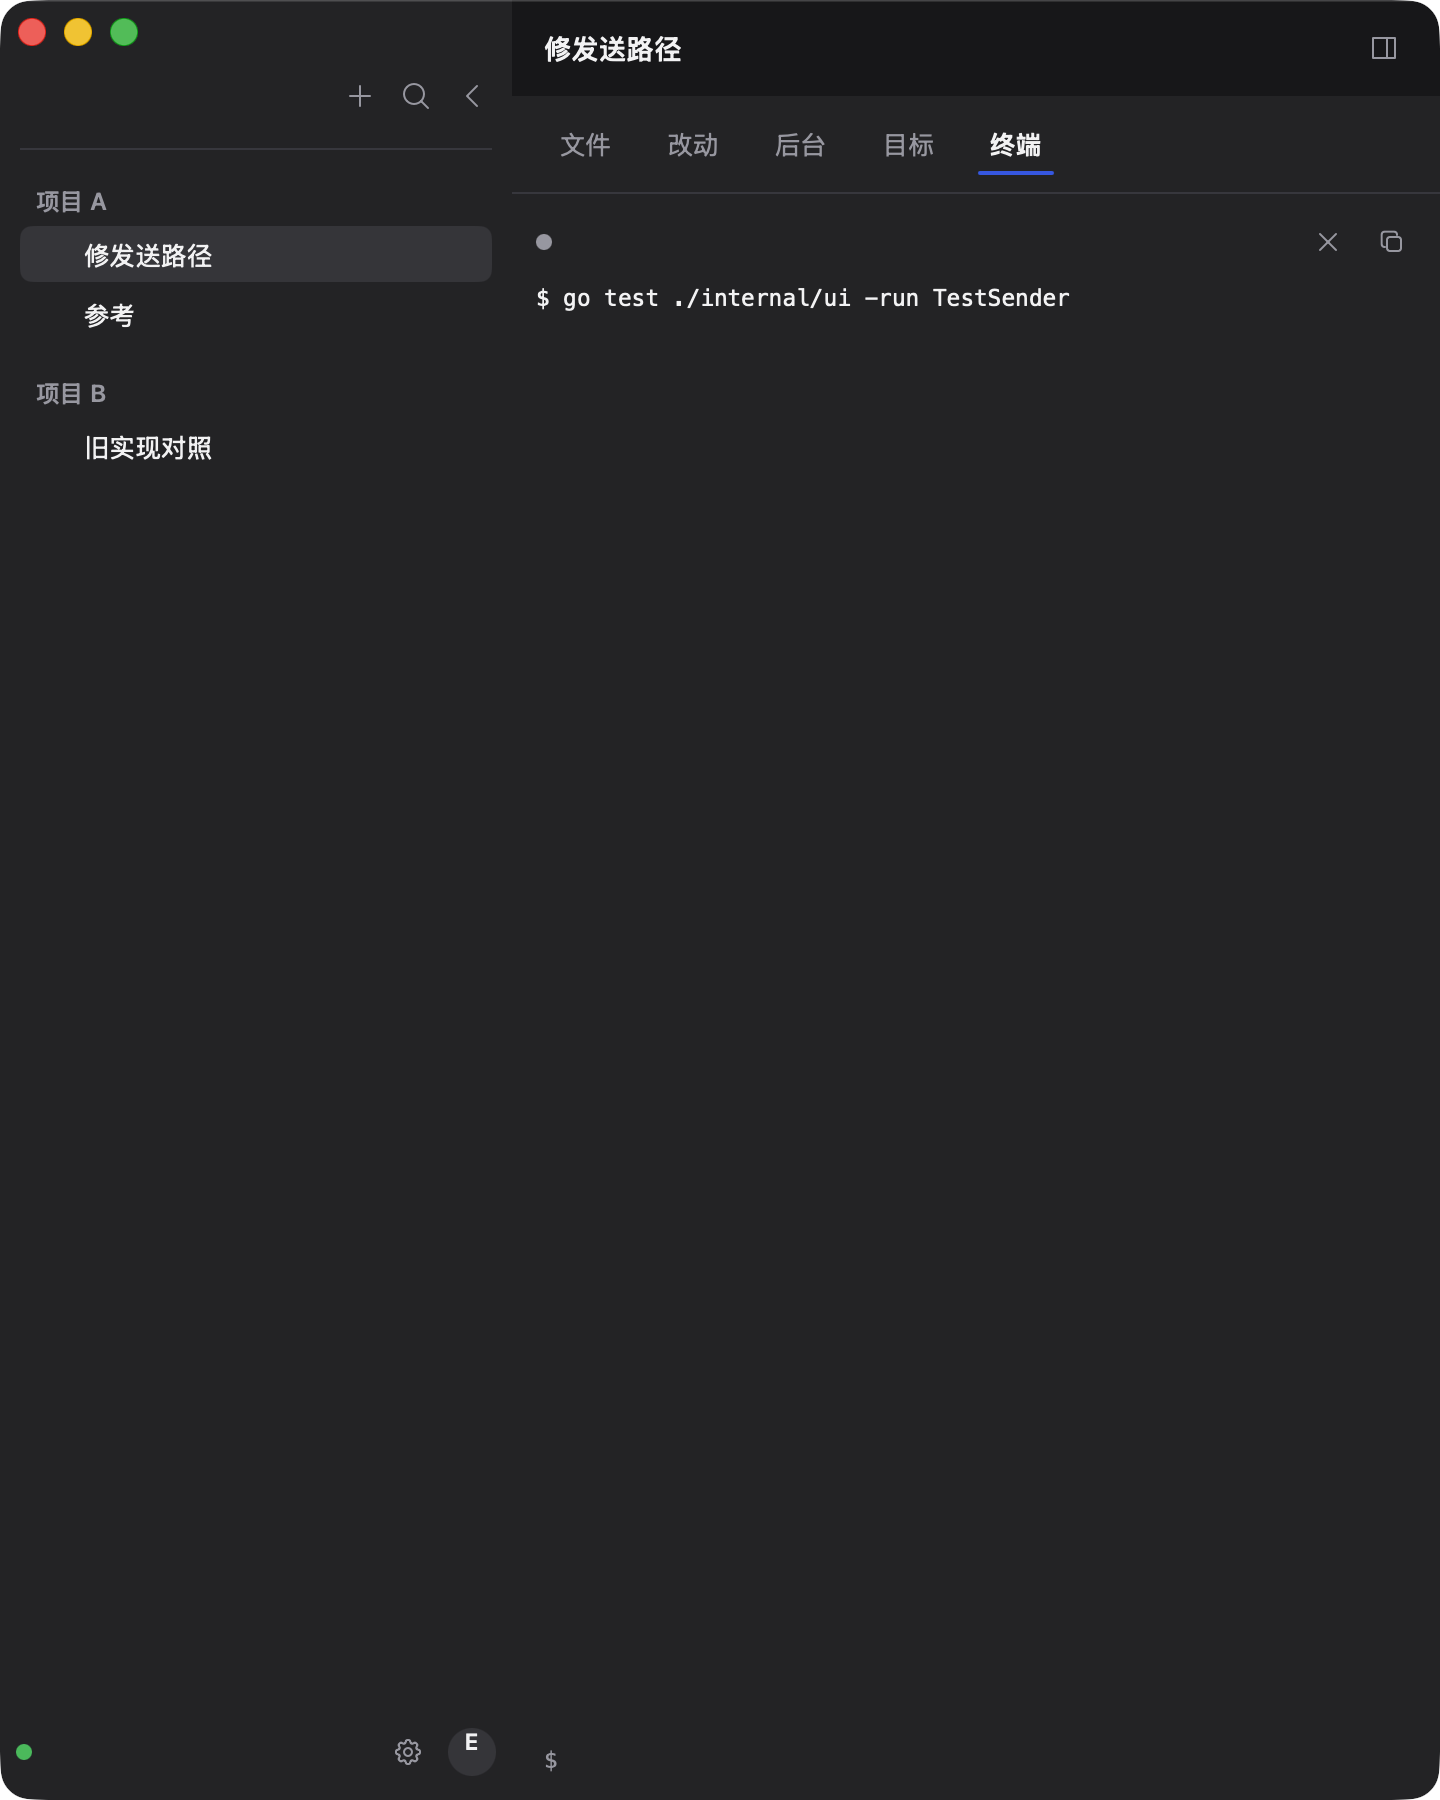 项目 A
修发送路径
参考
项目 B
旧实现对照
E
修发送路径
文件 改动 后台 目标 终端
$ go test ./internal/ui -run TestSender
$